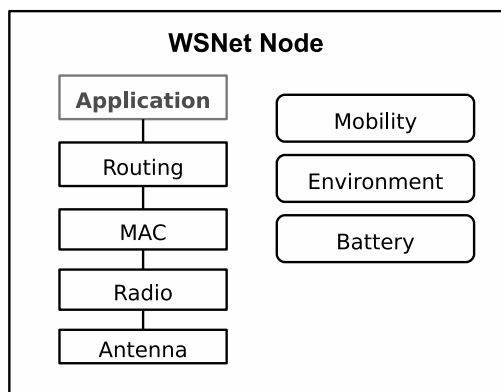 WSNet Node
Application
Routing
MAC
Radio
Antenna
Mobility
Environment
Battery